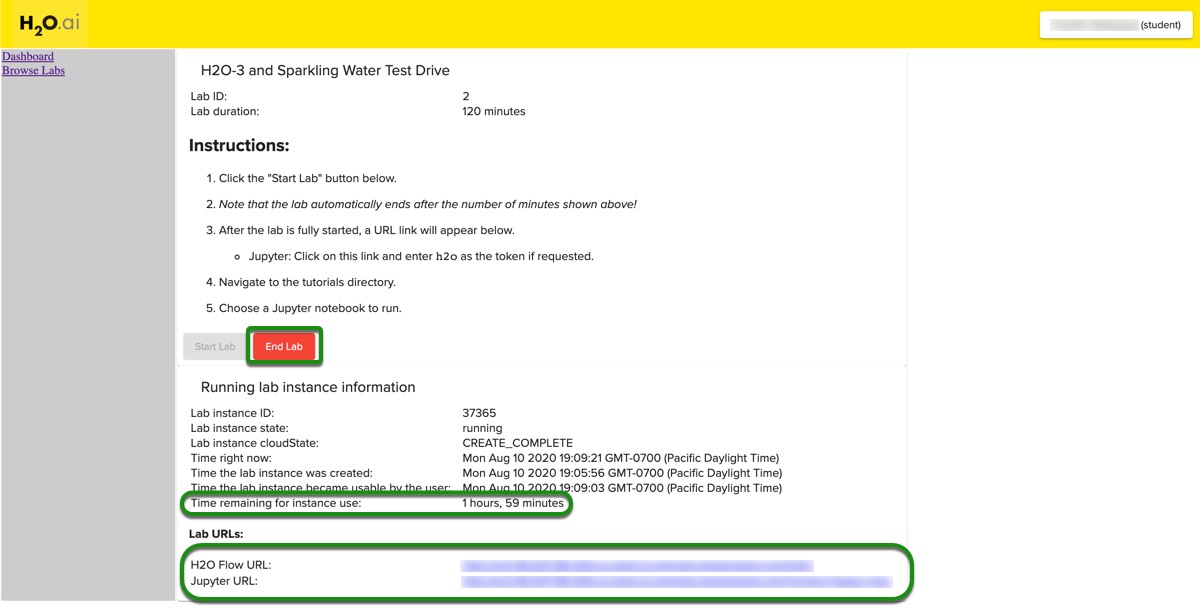 H2O.ai
(student)
Dashboard
Browse Labs
H2O-3 and Sparkling Water Test Drive
Lab ID: 2
Lab duration: 120 minutes
Instructions:
1. Click the "Start Lab" button below.
2. Note that the lab automatically ends after the number of minutes shown above!
3. After the lab is fully started, a URL link will appear below.
Jupyter: Click on this link and enter h2o as the token if requested.
4. Navigate to the tutorials directory.
5. Choose a Jupyter notebook to run.
Start Lab End Lab
Running lab instance information
Lab instance ID: 37365
Lab instance state: running
Lab instance cloudState: CREATE_COMPLETE
Time right now: Mon Aug 10 2020 19:09:21 GMT-0700 (Pacific Daylight Time)
Time the lab instance was created: Mon Aug 10 2020 19:05:56 GMT-0700 (Pacific Daylight Time)
Time the lab instance became usable by the user: Mon Aug 10 2020 19:09:03 GMT-0700 (Pacific Daylight Time)
Time remaining for instance use: 1 hours, 59 minutes
Lab URLs:
H2O Flow URL:
Jupyter URL: